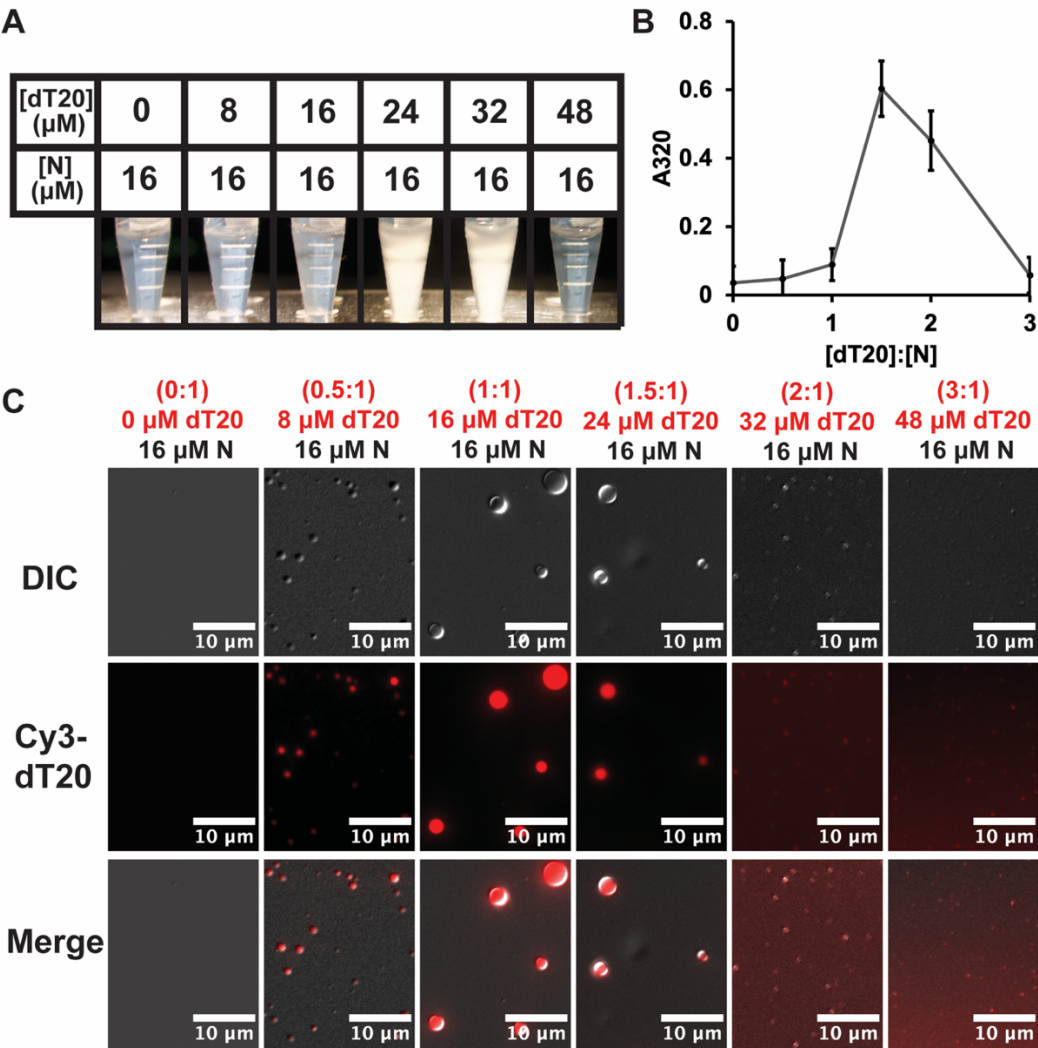 A
[dT20] (µM) 0 8 16 24 32 48
[N] (µM) 16 16 16 16 16 16
B
0.8
0.6
0.4
0.2
0
A320
0 1 2 3
[dT20]:[N]
C
(0:1) (0.5:1) (1:1) (1.5:1) (2:1) (3:1)
0 µM dT20 8 µM dT20 16 µM dT20 24 µM dT20 32 µM dT20 48 µM dT20
16 µM N 16 µM N 16 µM N 16 µM N 16 µM N 16 µM N
DIC
10 µm 10 µm 10 µm 10 µm 10 µm 10 µm
Cy3-
dT20
10 µm 10 µm 10 µm 10 µm 10 µm 10 µm
Merge
10 µm 10 µm 10 µm 10 µm 10 µm 10 µm